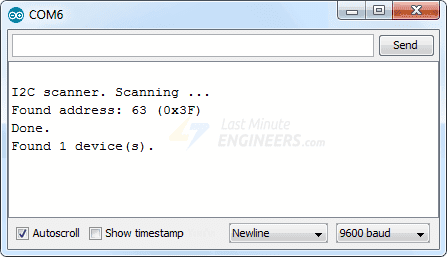 COM6
Send
I2C scanner. Scanning ...
Found address: 63 (0x3F)
Done.
Found 1 device(s).
Last Minute
ENGINEERS.com
Autoscroll
Show timestamp
Newline
9600 baud